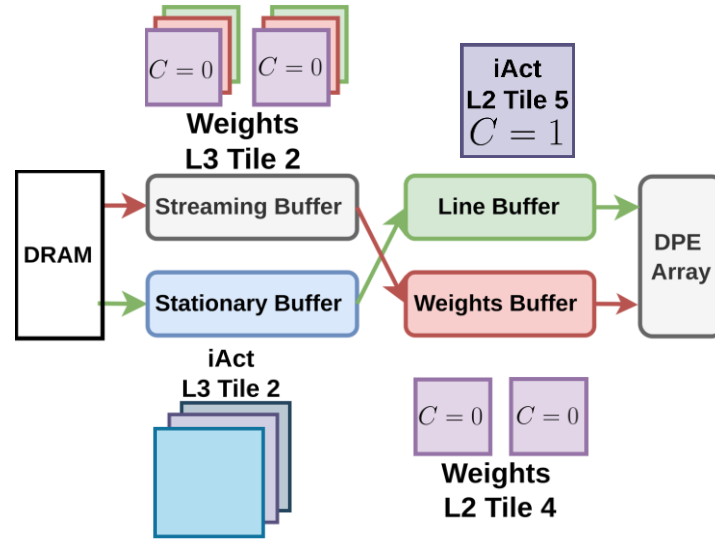 C = 0
C = 0
Weights
L3 Tile 2
iAct
L2 Tile 5
C = 1
DRAM
Streaming Buffer
Line Buffer
DPE
Array
Stationary Buffer
Weights Buffer
iAct
L3 Tile 2
C = 0
C = 0
Weights
L2 Tile 4